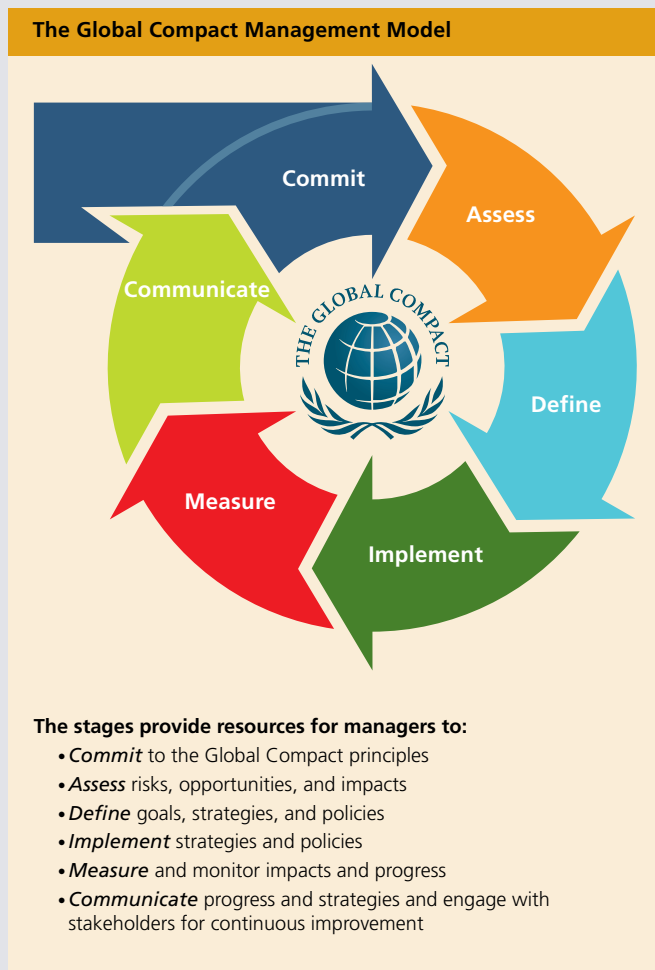 The Global Compact Management Model
Commit
Assess
Communicate
THE GLOBAL COMPACT
Define
Measure
Implement
The stages provide resources for managers to:
• Commit to the Global Compact principles
• Assess risks, opportunities, and impacts
• Define goals, strategies, and policies
• Implement strategies and policies
• Measure and monitor impacts and progress
• Communicate progress and strategies and engage with
stakeholders for continuous improvement